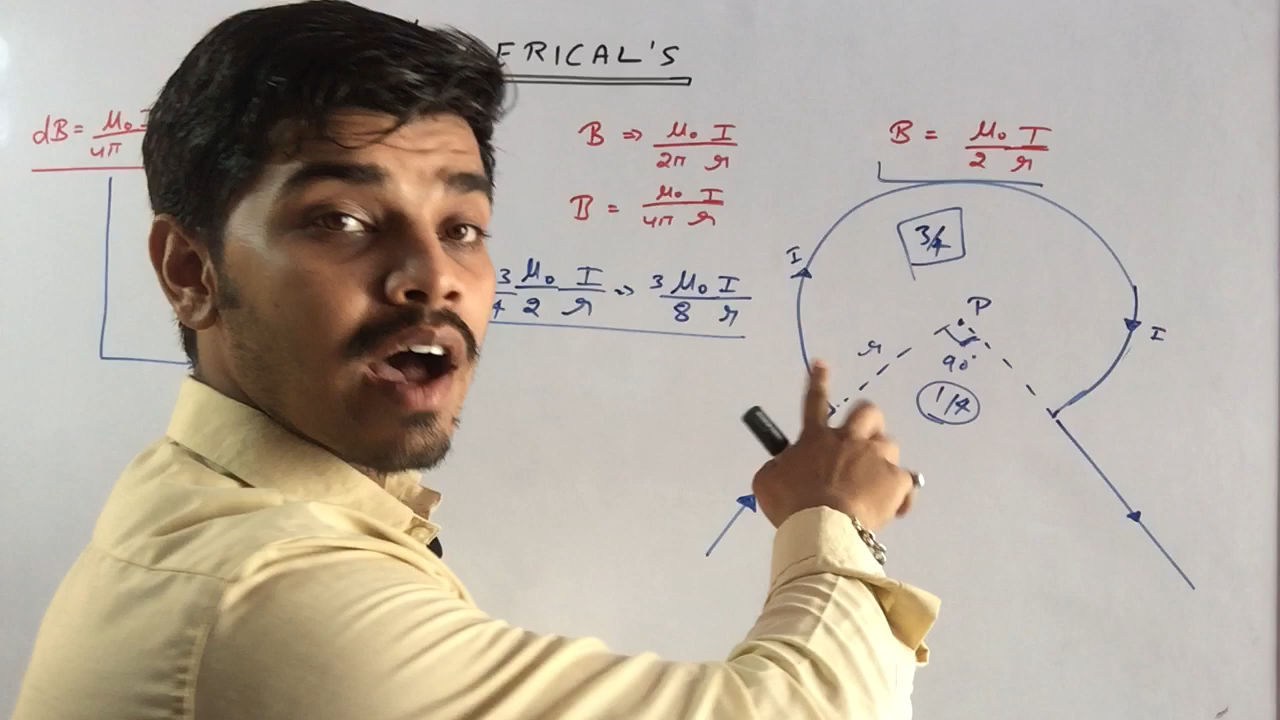 ERICAL'S
dB = μ₀ I / 4π
B ⇒ μ₀ I / 2π r
B = μ₀ I / 4π r
3 μ₀ I / 4 2 r ⇒ 3 μ₀ I / 8 r
B = μ₀ I / 2 r
3/4
I
P
I
r
90°
1/4